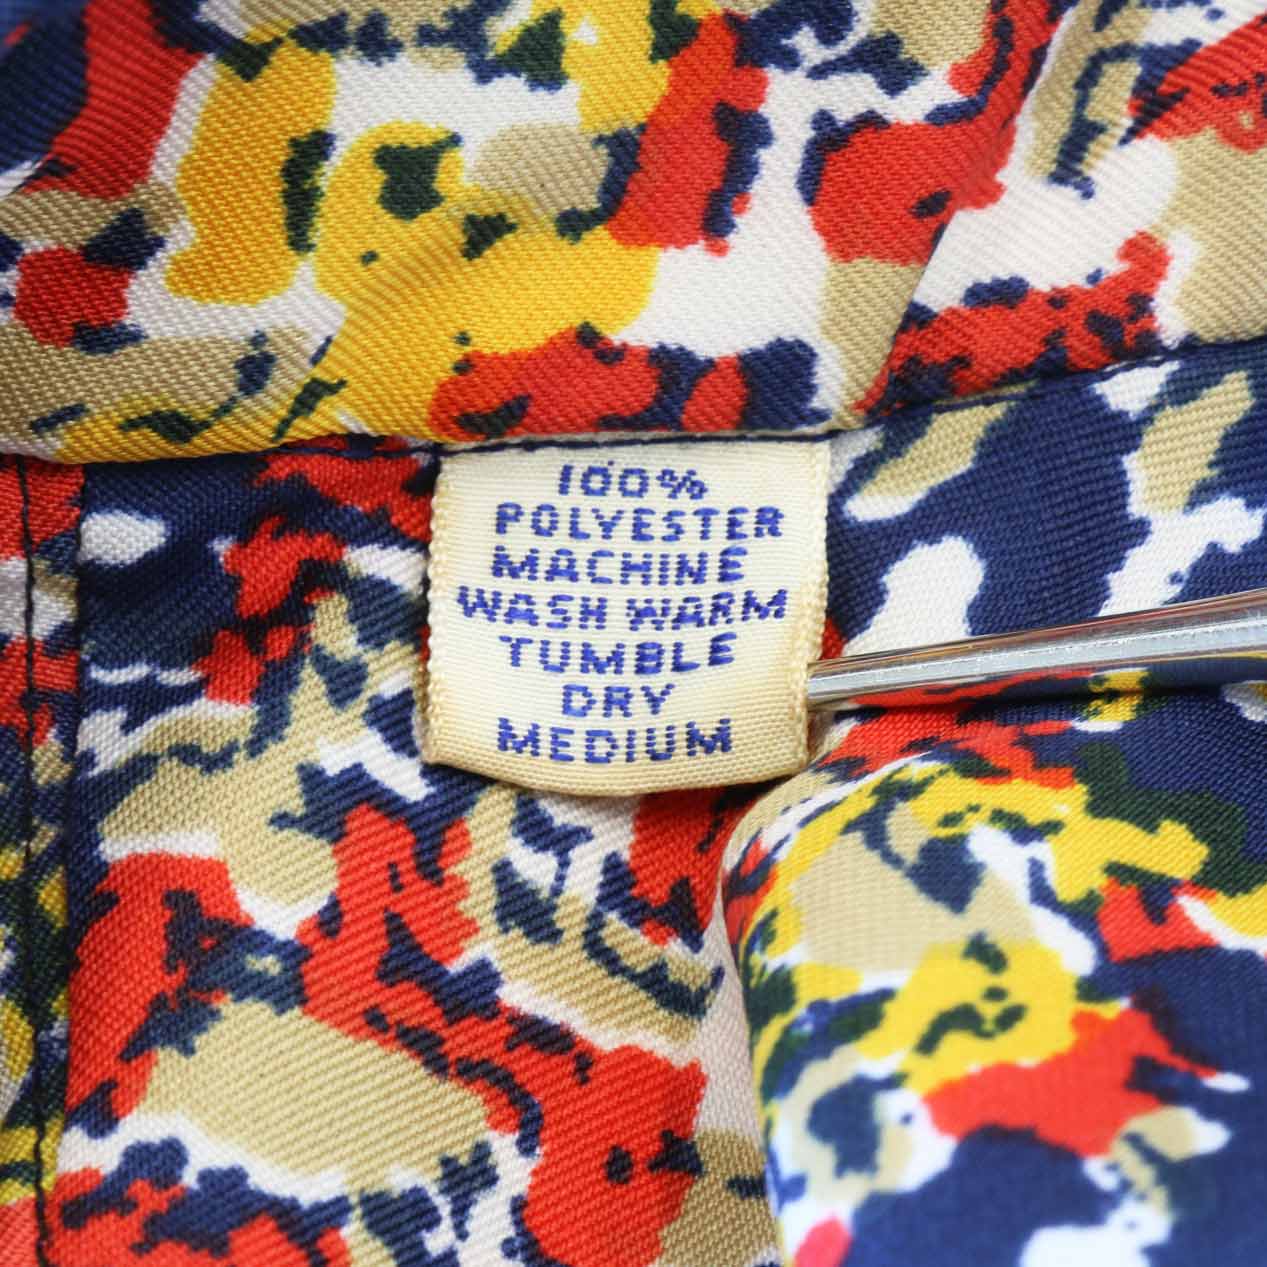 100%
POLYESTER
MACHINE
WASH WARM
TUMBLE
DRY
MEDIUM